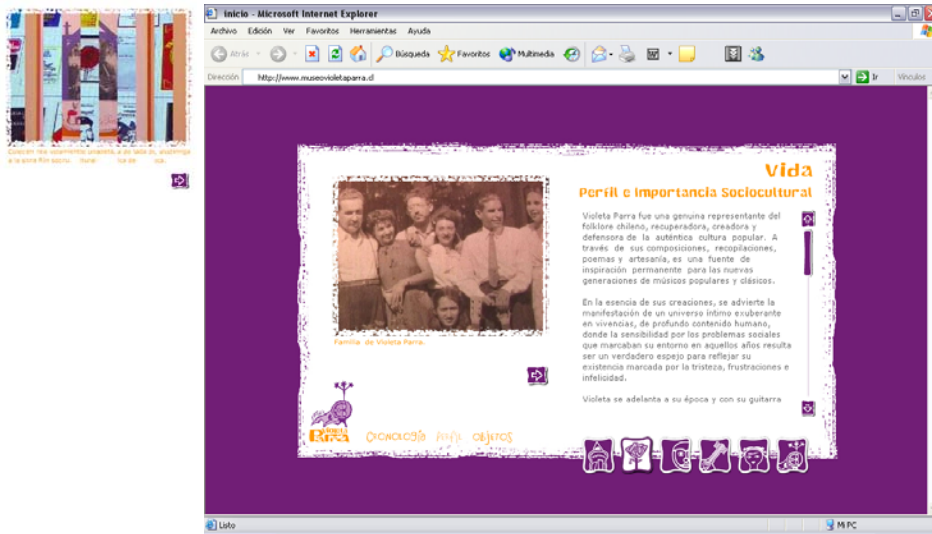 inicio - Microsoft Internet Explorer
Archivo Edición Ver Favoritos Herramientas Ayuda
Atrás Búsqueda Favoritos Multimedia
Dirección http://www.museovioletaparra.cl Ir Vínculos
Vida
Perfil e Importancia Sociocultural
Violeta Parra fue una genuina representante del
folklore chileno, recuperadora, creadora y
defensora de la auténtica cultura popular. A
través de sus composiciones, recopilaciones,
poemas y artesanía, es una fuente de
inspiración permanente para las nuevas
generaciones de músicos populares y clásicos.
En la esencia de sus creaciones, se advierte la
manifestación de un universo íntimo exuberante
en vivencias, de profundo contenido humano,
donde la sensibilidad por los problemas sociales
que marcaban su entorno en aquellos años resulta
ser un verdadero espejo para reflejar su
existencia marcada por la tristeza, frustraciones e
infelicidad.
Violeta se adelanta a su época y con su guitarra
Familia de Violeta Parra.
Violeta
Parra
Cronología Perfil Objetos
Listo
Mi PC